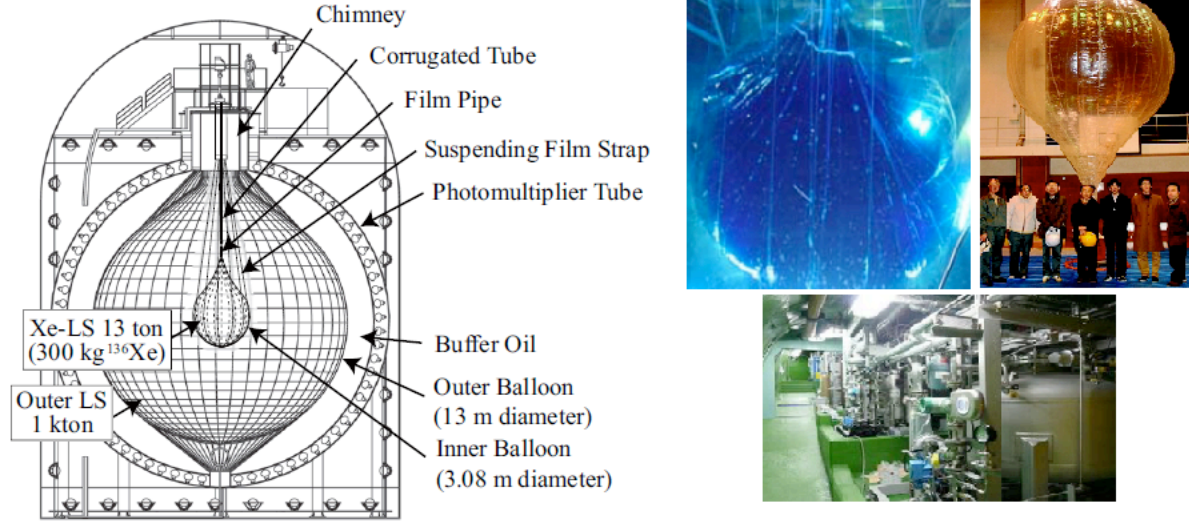 Chimney
Corrugated Tube
Film Pipe
Suspending Film Strap
Photomultiplier Tube
Xe-LS 13 ton
(300 kg ¹³⁶Xe)
Outer LS
1 kton
Buffer Oil
Outer Balloon
(13 m diameter)
Inner Balloon
(3.08 m diameter)